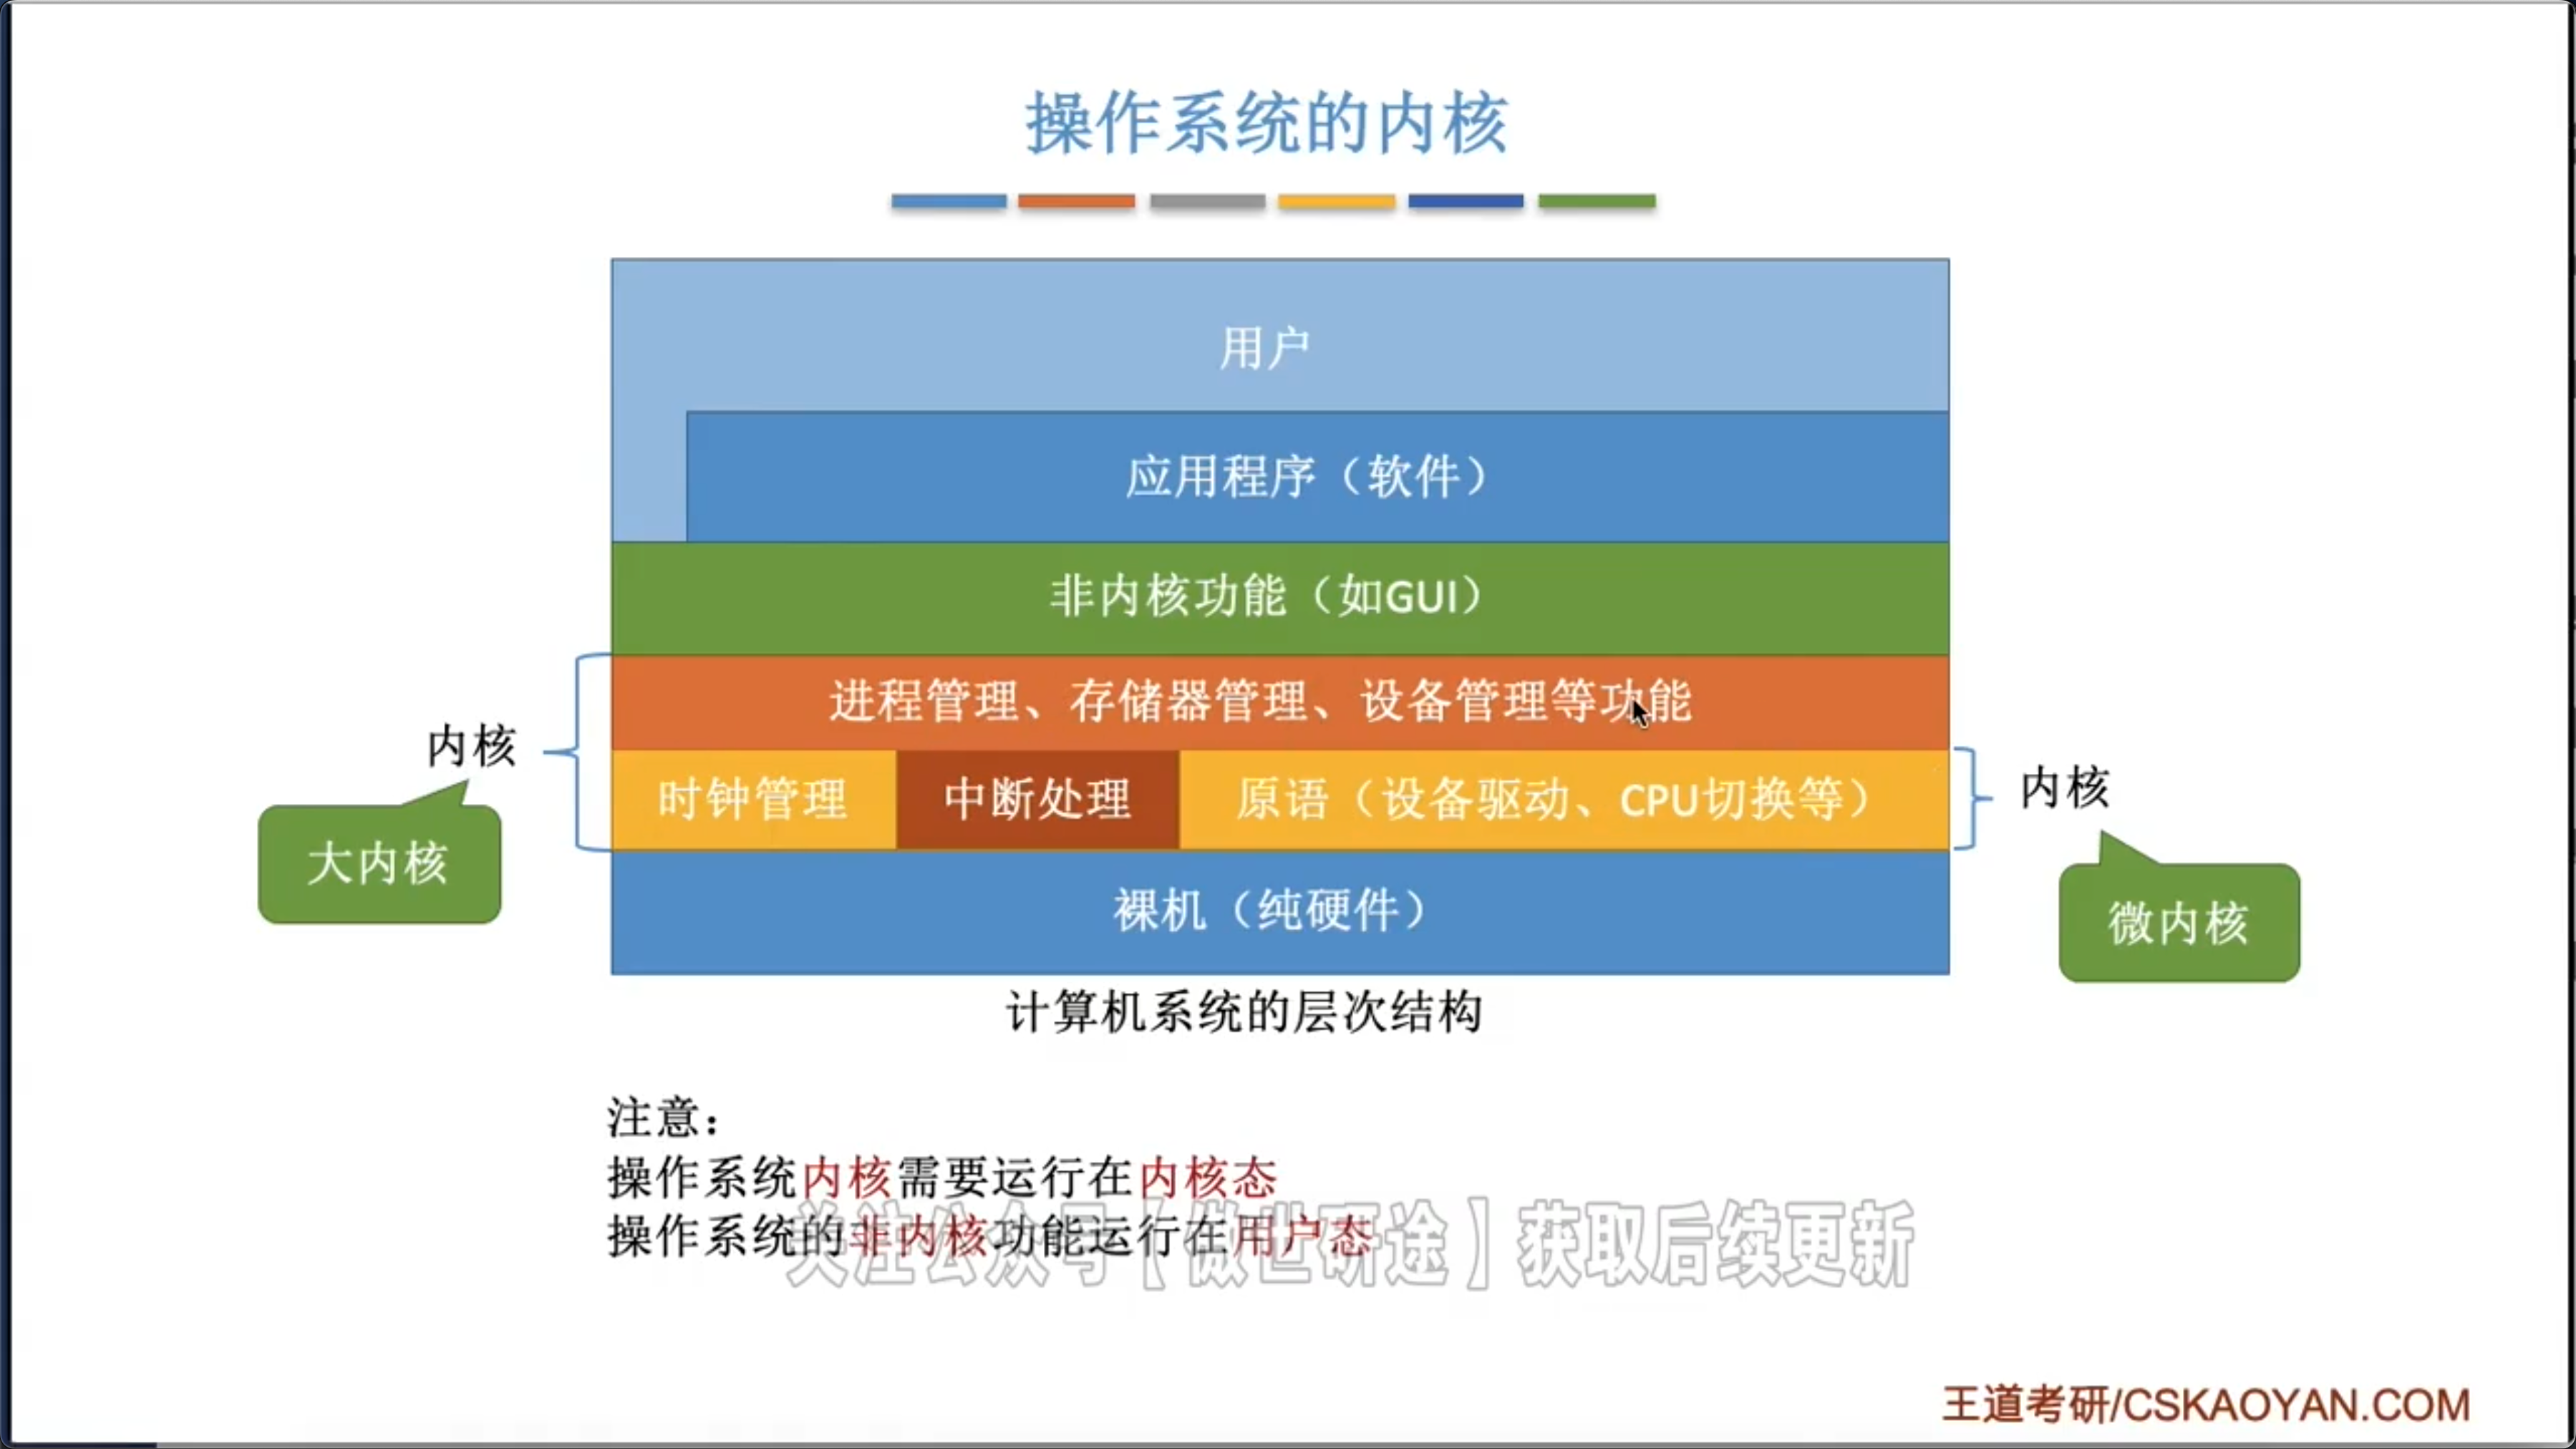 操作系统的内核
用户
应用程序（软件）
非内核功能（如GUI）
进程管理、存储器管理、设备管理等功能
内核
时钟管理
中断处理
原语（设备驱动、CPU切换等）
内核
大内核
裸机（纯硬件）
微内核
计算机系统的层次结构
注意：
操作系统内核需要运行在内核态
操作系统的非内核功能运行在用户态
关注公众号【傲世研途】获取后续更新
王道考研/CSKAOYAN.COM